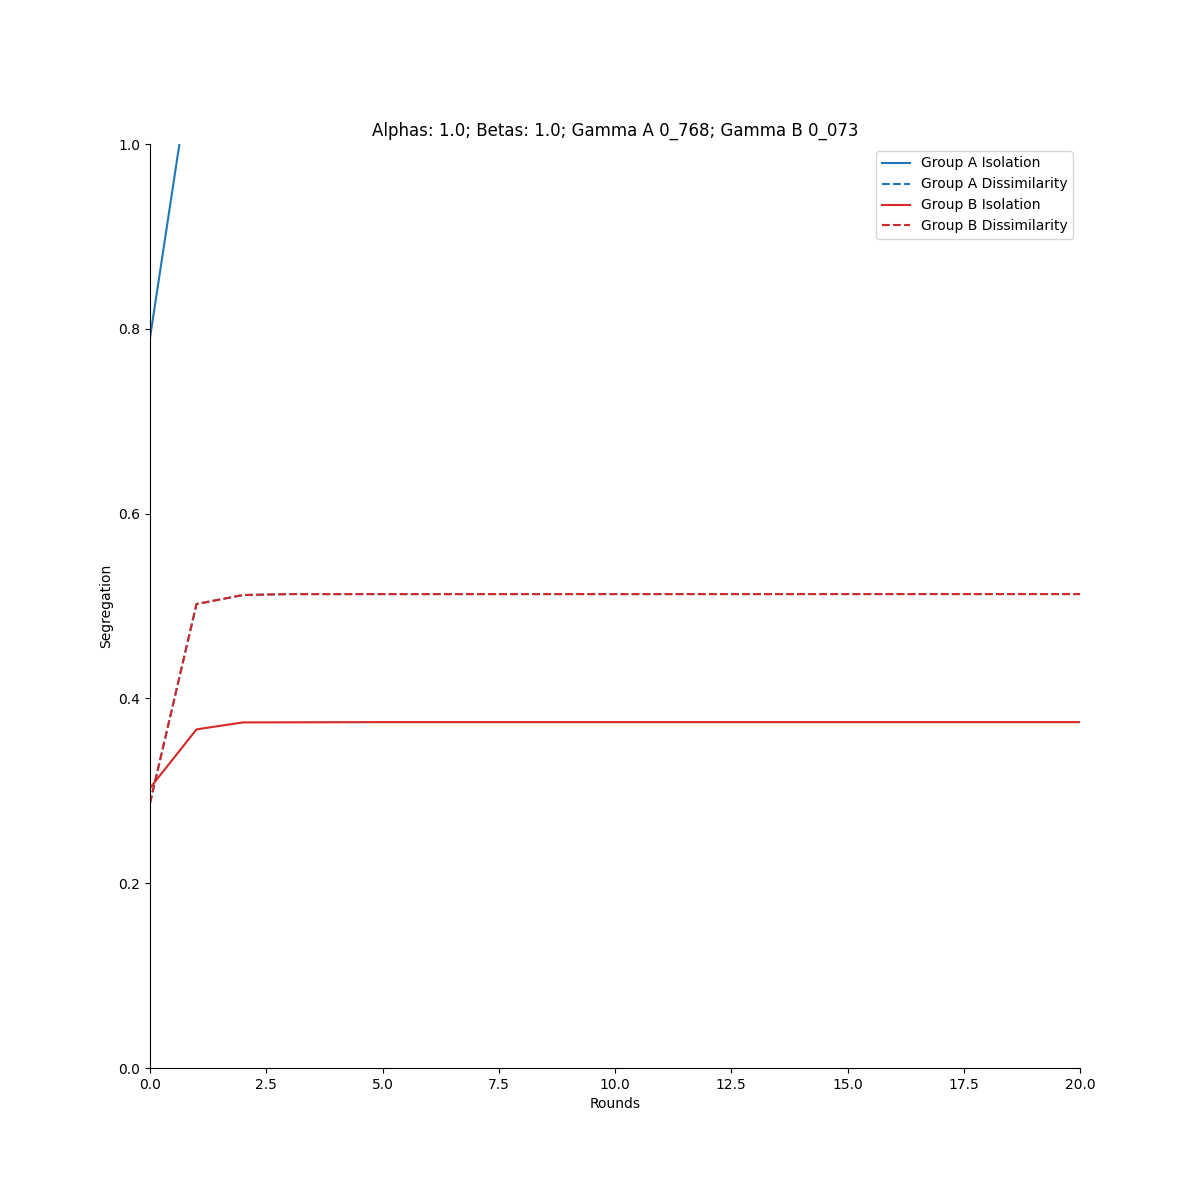 Alphas: 1.0; Betas: 1.0; Gamma A 0_768; Gamma B 0_073
1.0
0.8
0.6
0.4
0.2
0.0
Segregation
Group A Isolation
Group A Dissimilarity
Group B Isolation
Group B Dissimilarity
0.0 2.5 5.0 7.5 10.0 12.5 15.0 17.5 20.0
Rounds